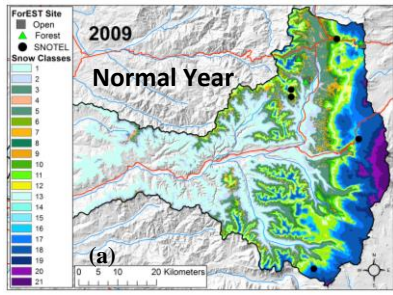 ForEST Site
Open
Forest
SNOTEL
Snow Classes
1
2
3
4
5
6
7
8
9
10
11
12
13
14
15
16
17
18
19
20
21
2009
Normal Year
(a)
0 5 10 20 Kilometers